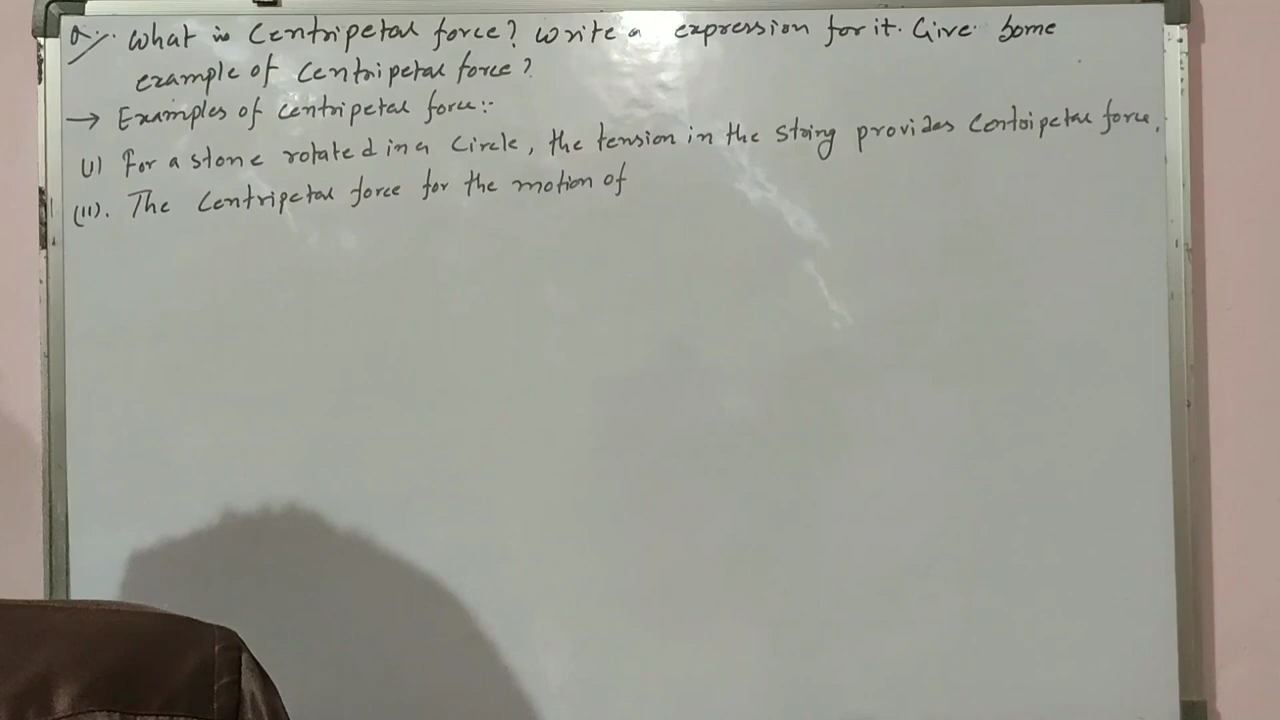 Q/. What is Centripetal force? Write a expression for it. Give some
example of Centripetal force?
→ Examples of centripetal force:-
(I) For a stone rotated in a Circle, the tension in the string provides Centripetal force.
(II). The Centripetal force for the motion of